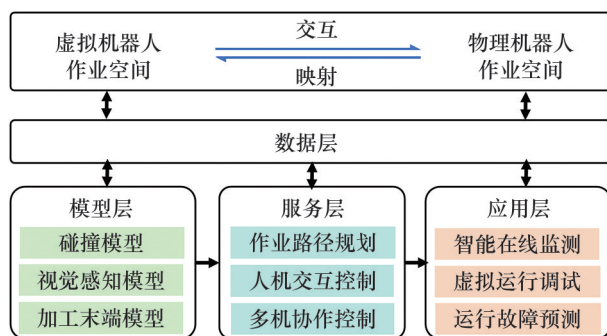 虚拟机器人
作业空间
交互
映射
物理机器人
作业空间
数据层
模型层
碰撞模型
视觉感知模型
加工末端模型
服务层
作业路径规划
人机交互控制
多机协作控制
应用层
智能在线监测
虚拟运行调试
运行故障预测